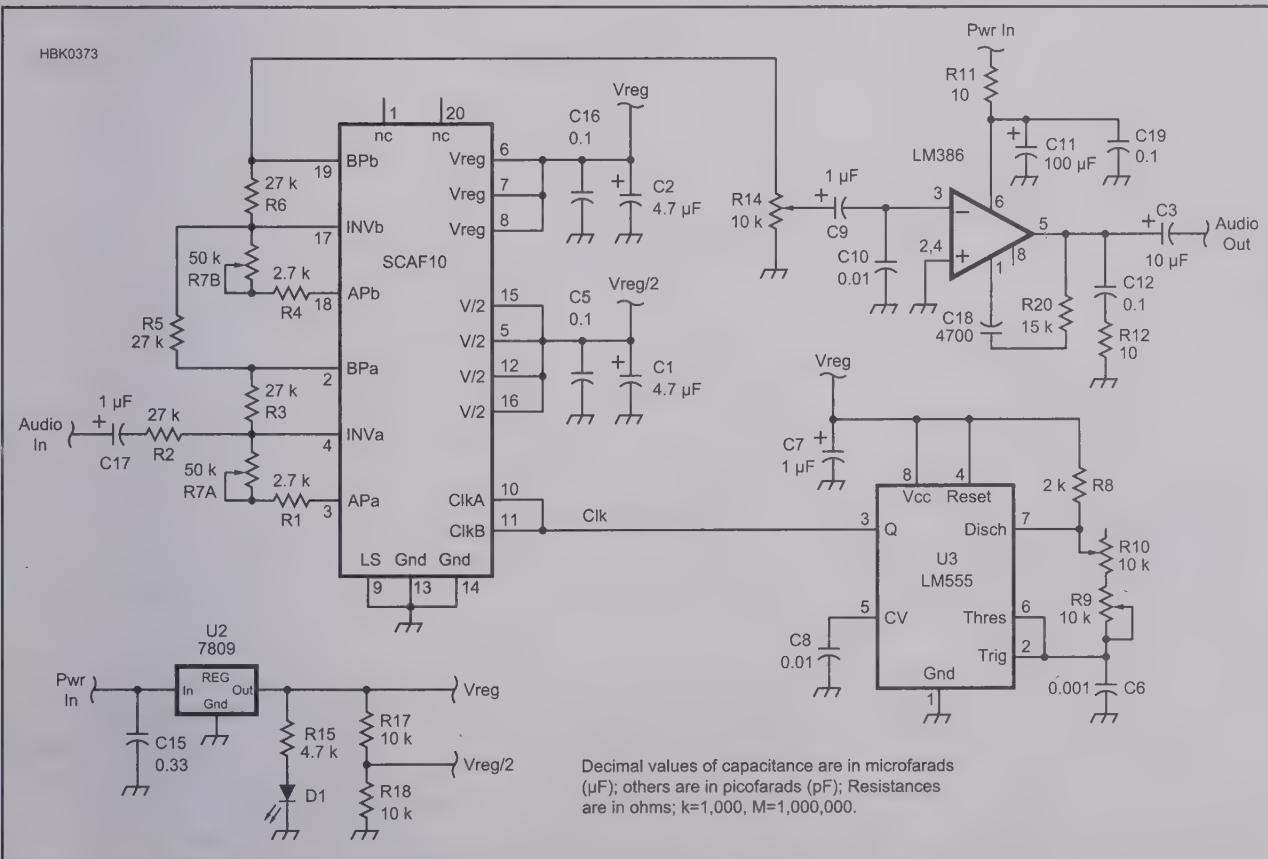 HBK0373
1
nc
20
nc
BPb
19
27 k
R6
INVb
17
50 k
R7B
2.7 k
R4
APb
18
R5
27 k
BPa
2
27 k
R3
Audio
In
1 µF
+
C17
27 k
R2
INVa
4
50 k
R7A
2.7 k
R1
APa
3
SCAF10
Vreg
6
Vreg
7
Vreg
8
C16
0.1
Vreg
+
C2
4.7 µF
V/2
15
V/2
5
V/2
12
V/2
16
C5
0.1
Vreg/2
+
C1
4.7 µF
ClkA
10
ClkB
11
Clk
LS
Gnd
Gnd
9
13
14
Pwr In
R11
10
LM386
+
C11
100 µF
C19
0.1
R14
10 k
1 µF
+
C9
C10
0.01
3
–
6
2,4
+
5
1
8
C18
4700
R20
15 k
+
C3
10 µF
Audio
Out
C12
0.1
R12
10
Vreg
C7
+
1 µF
8
Vcc
4
Reset
2 k
R8
3
Q
Disch
7
U3
LM555
R10
10 k
R9
10 k
5
CV
Thres
6
C8
0.01
Trig
2
Gnd
1
0.001
C6
U2
7809
Pwr
In
REG
In
Out
Gnd
C15
0.33
R15
4.7 k
D1
R17
10 k
R18
10 k
Vreg
Vreg/2
Decimal values of capacitance are in microfarads
(µF); others are in picofarads (pF); Resistances
are in ohms; k=1,000, M=1,000,000.